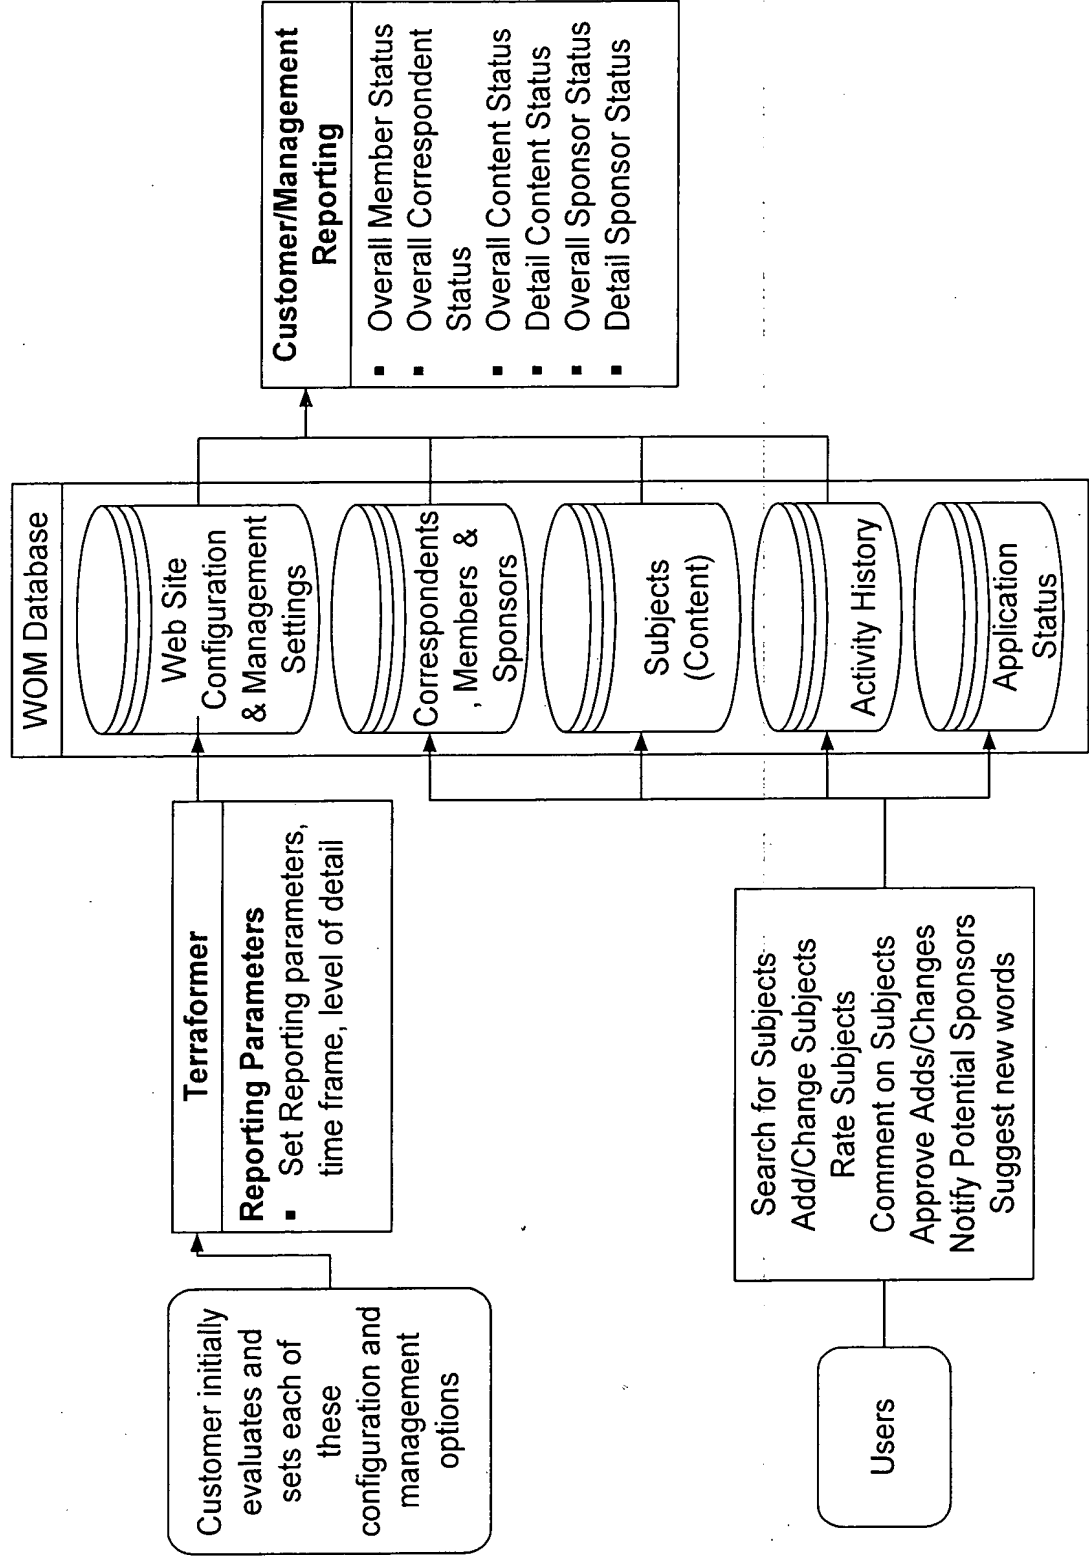 Customer initially
evaluates and
sets each of
these
configuration and
management
options
Terraformer
Reporting Parameters
▪ Set Reporting parameters,
time frame, level of detail
Users
Search for Subjects
Add/Change Subjects
Rate Subjects
Comment on Subjects
Approve Adds/Changes
Notify Potential Sponsors
Suggest new words
WOM Database
Web Site
Configuration
& Management
Settings
Correspondents
, Members &
Sponsors
Subjects
(Content)
Activity History
Application
Status
Customer/Management
Reporting
▪ Overall Member Status
▪ Overall Correspondent
Status
▪ Overall Content Status
▪ Detail Content Status
▪ Overall Sponsor Status
▪ Detail Sponsor Status